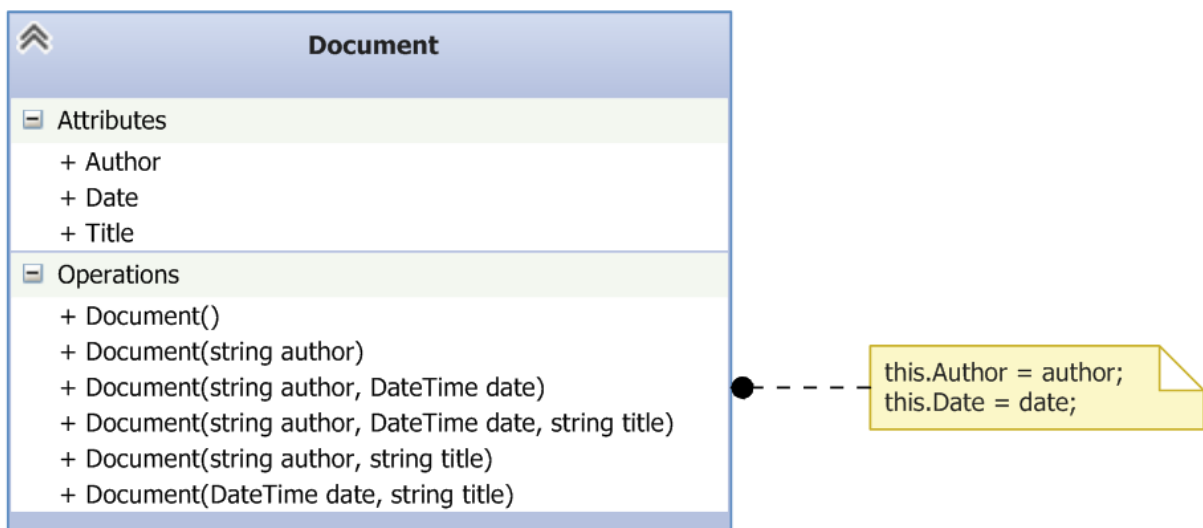 Document
Attributes
+ Author
+ Date
+ Title
Operations
+ Document()
+ Document(string author)
+ Document(string author, DateTime date)
+ Document(string author, DateTime date, string title)
+ Document(string author, string title)
+ Document(DateTime date, string title)
this.Author = author;
this.Date = date;